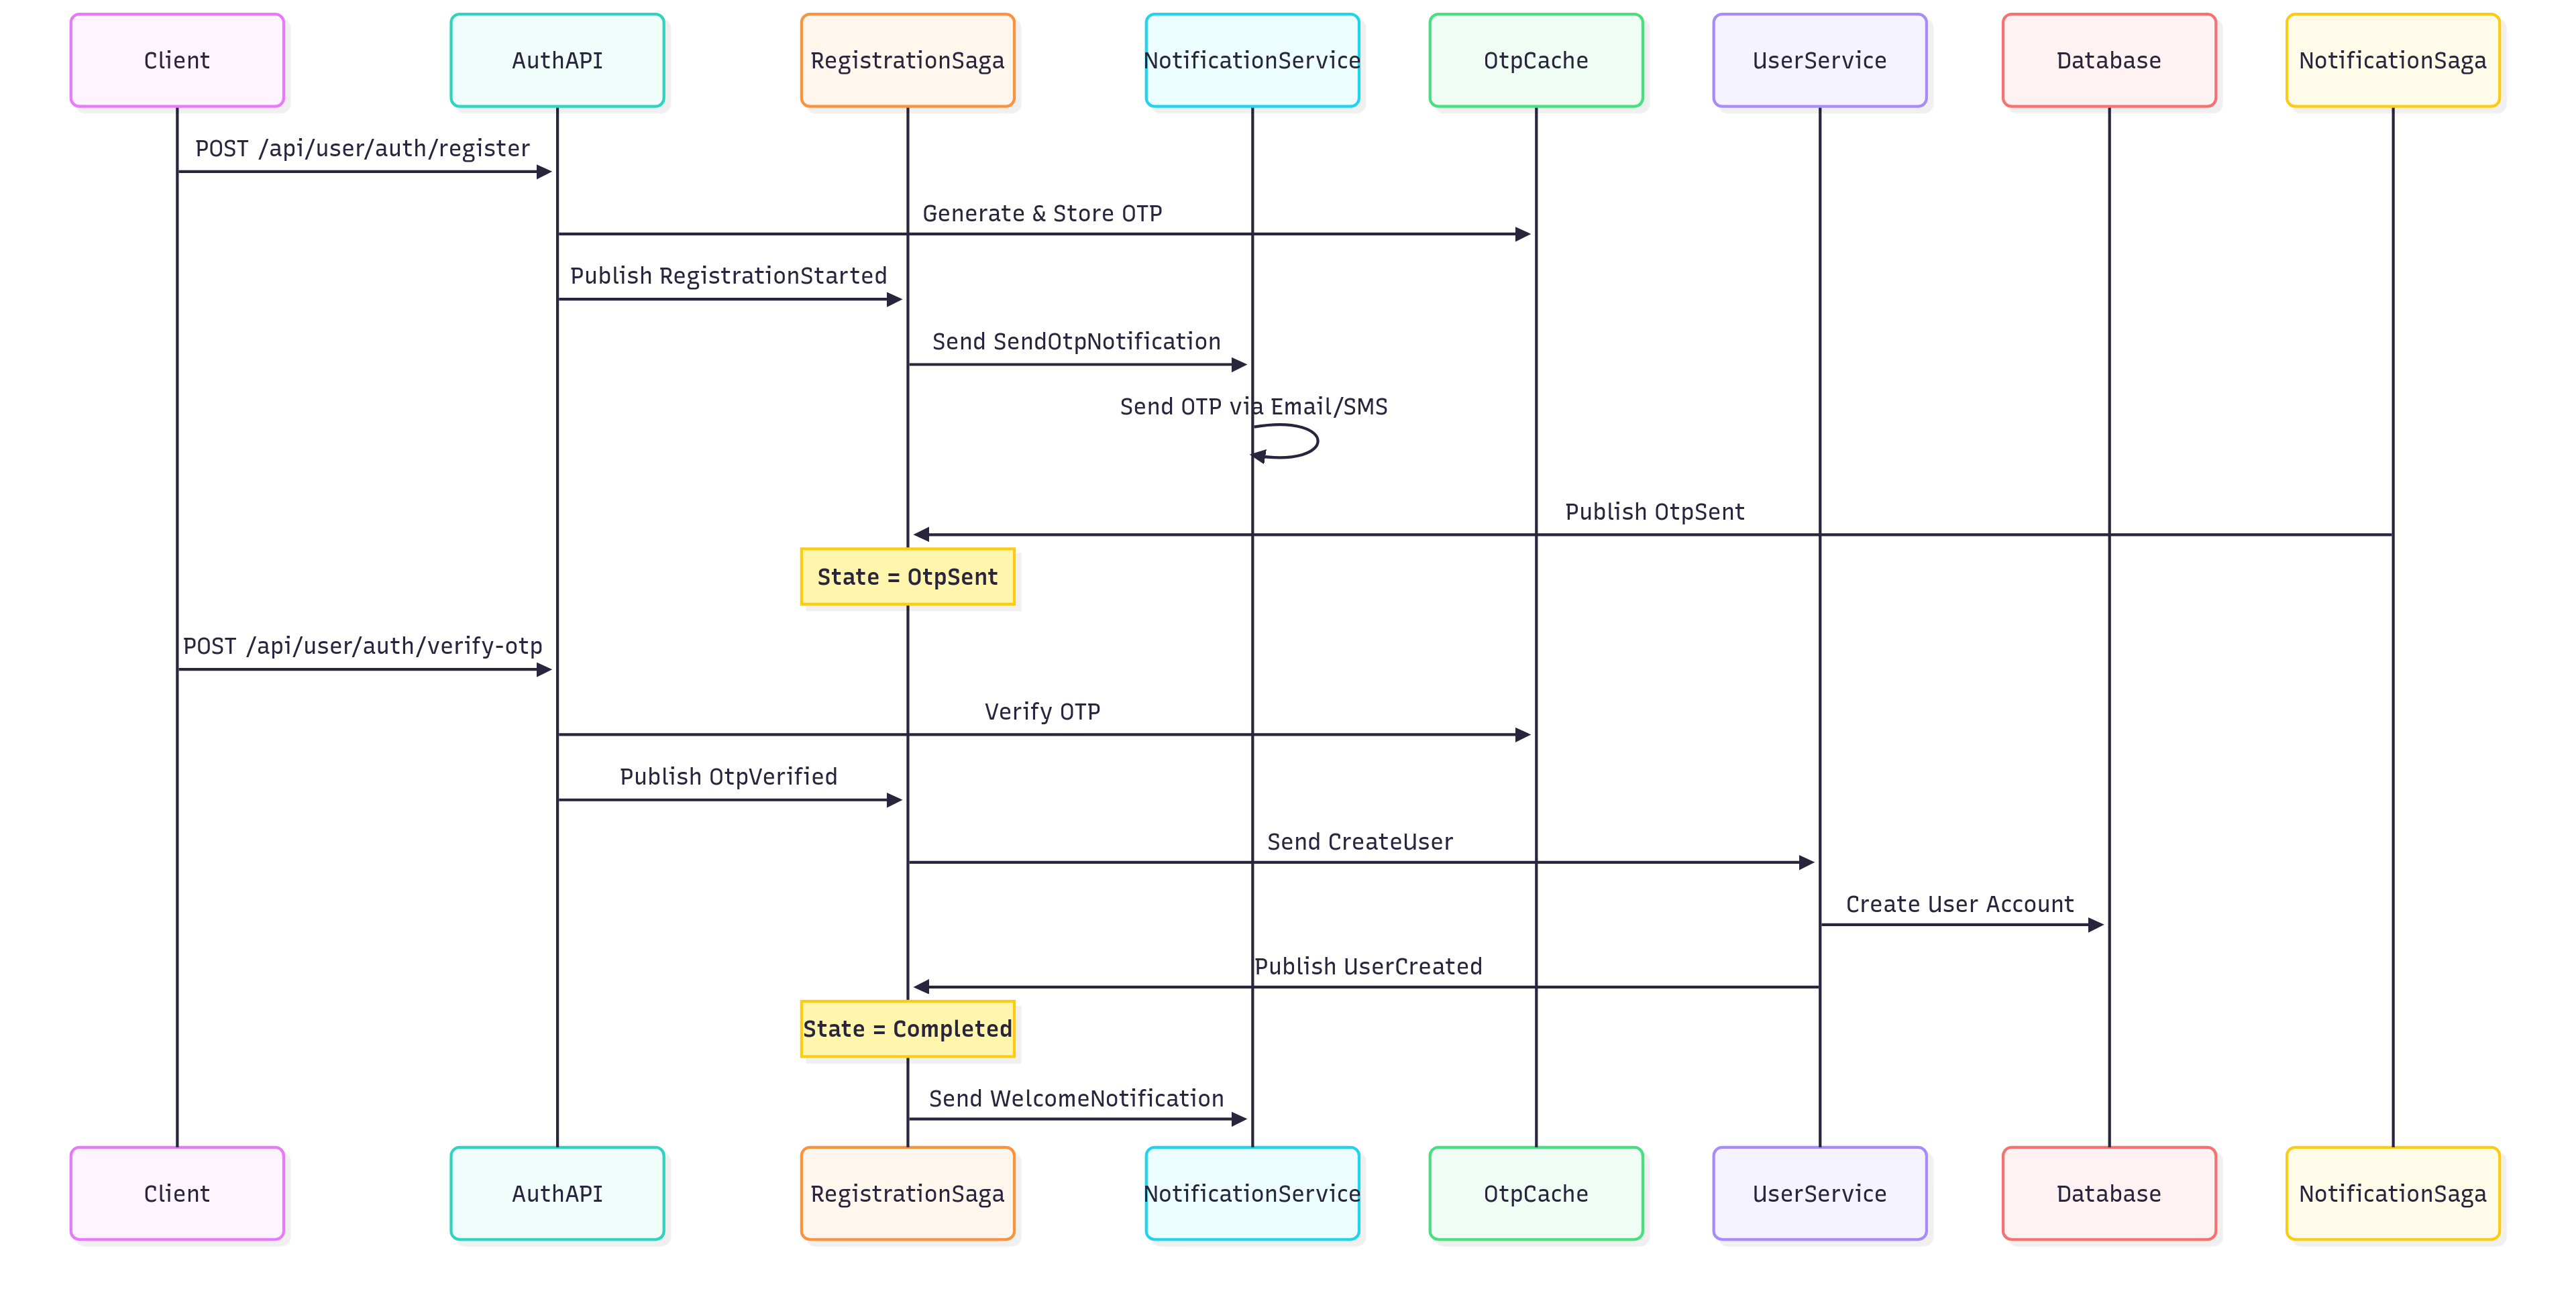 Client
AuthAPI
RegistrationSaga
NotificationService
OtpCache
UserService
Database
NotificationSaga
POST /api/user/auth/register
Generate & Store OTP
Publish RegistrationStarted
Send SendOtpNotification
Send OTP via Email/SMS
Publish OtpSent
State = OtpSent
POST /api/user/auth/verify-otp
Verify OTP
Publish OtpVerified
Send CreateUser
Create User Account
Publish UserCreated
State = Completed
Send WelcomeNotification
Client
AuthAPI
RegistrationSaga
NotificationService
OtpCache
UserService
Database
NotificationSaga